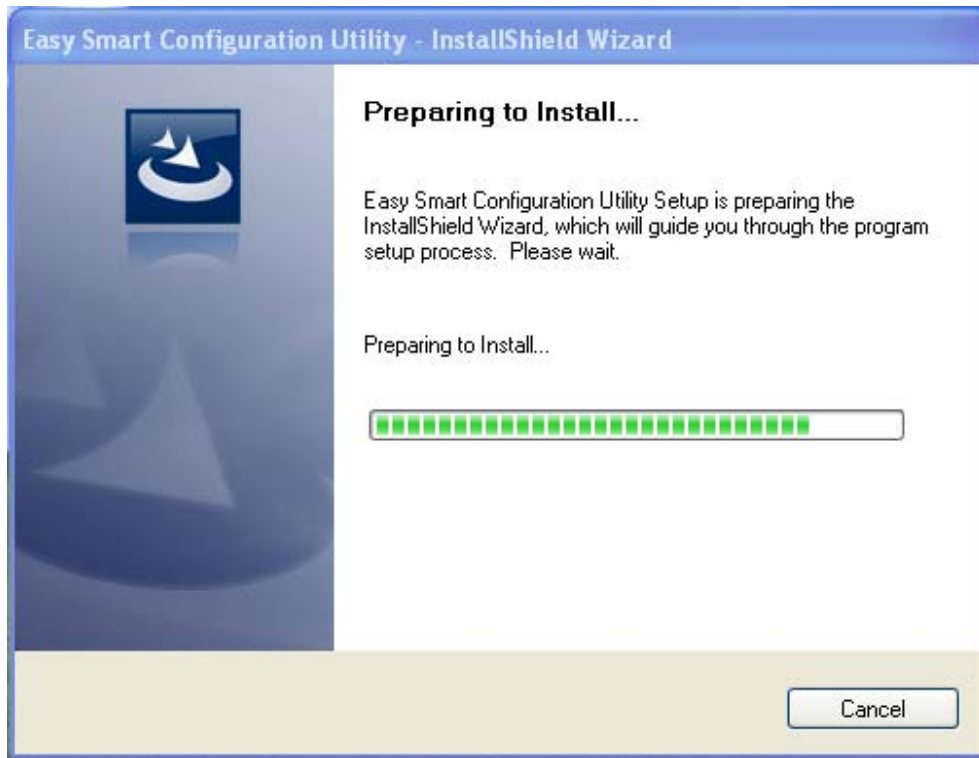 Easy Smart Configuration Utility - InstallShield Wizard
Preparing to Install...
Easy Smart Configuration Utility Setup is preparing the
InstallShield Wizard, which will guide you through the program
setup process.  Please wait.
Preparing to Install...
Cancel